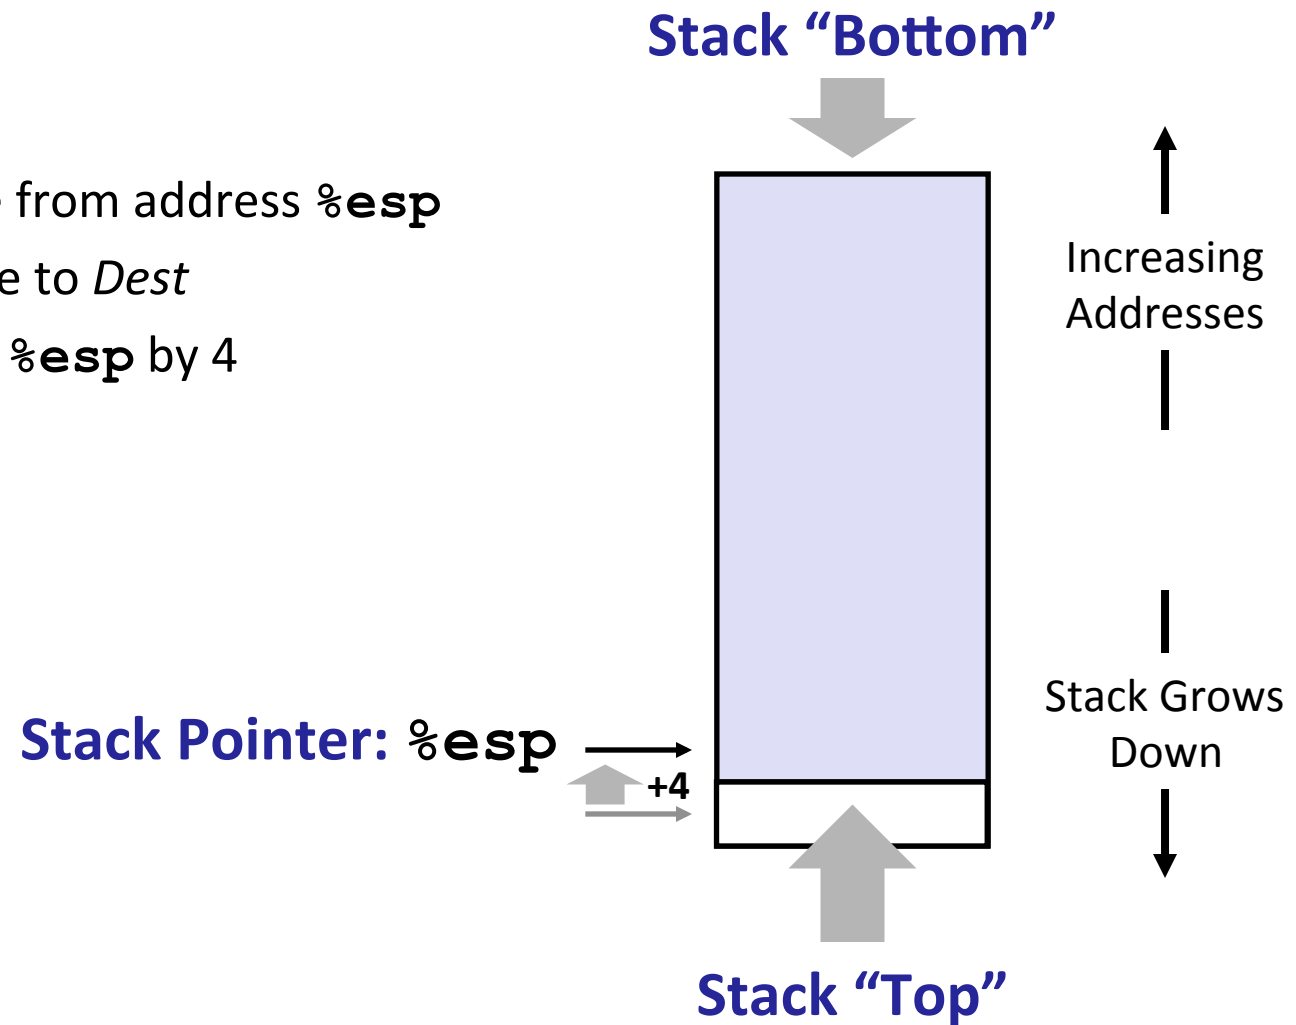 Stack “Bottom”
from address %esp
e to Dest
%esp by 4
Increasing
Addresses
Stack Grows
Down
Stack Pointer: %esp
+4
Stack “Top”